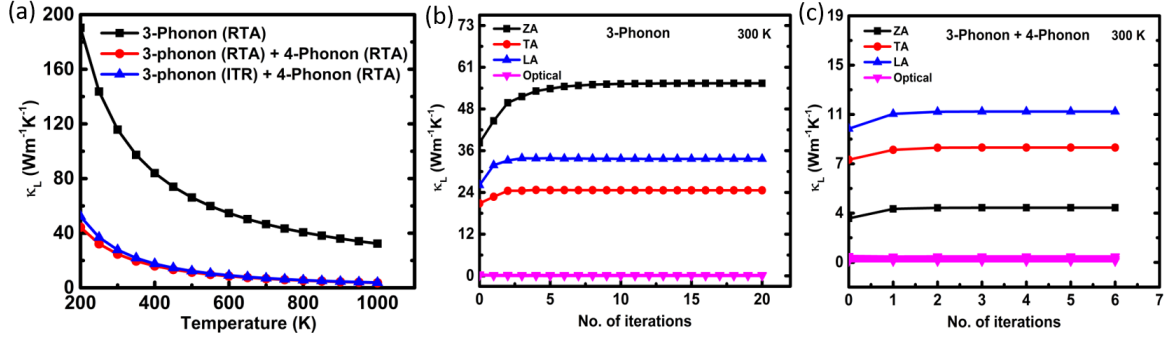 (a)
3-Phonon (RTA)
3-phonon (RTA) + 4-Phonon (RTA)
3-phonon (ITR) + 4-Phonon (RTA)
200
160
120
80
40
0
κL (Wm⁻¹K⁻¹)
200 400 600 800 1000
Temperature (K)
(b)
ZA
TA
LA
Optical
3-Phonon 300 K
72
61
48
36
24
12
0
κL (Wm⁻¹K⁻¹)
0 5 10 15 20
No. of iterations
(c)
ZA
TA
LA
Optical
3-Phonon + 4-Phonon 300 K
19
15
11
7
4
0
κL (Wm⁻¹K⁻¹)
0 1 2 3 4 5 6 7
No. of iterations